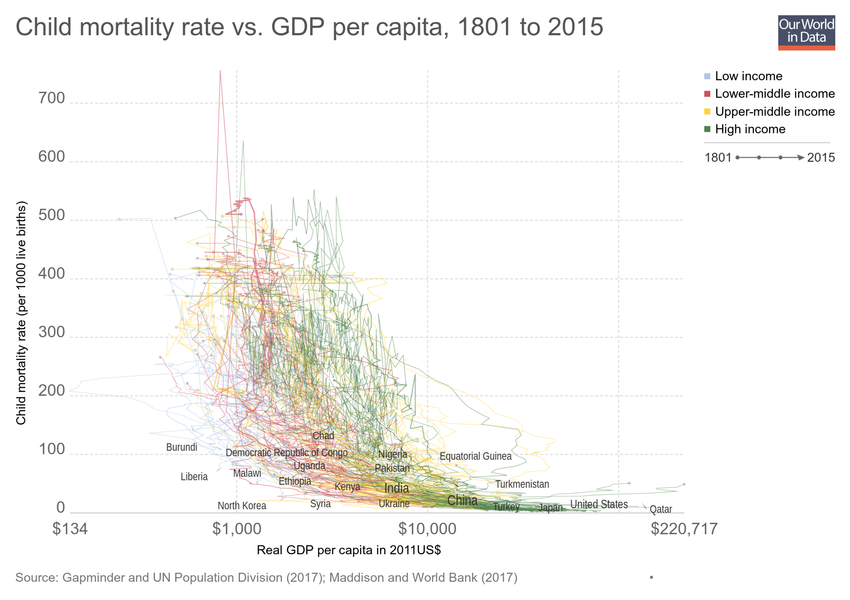 Child mortality rate vs. GDP per capita, 1801 to 2015
Our World
in Data
Low income
Lower-middle income
Upper-middle income
High income
1801 2015
Child mortality rate (per 1000 live births)
700
600
500
400
300
200
100
0
Chad
Burundi
Democratic Republic of Congo
Nigeria
Equatorial Guinea
Uganda
Pakistan
Liberia
Malawi
Ethiopia
Kenya
India
Turkmenistan
China
North Korea
Syria
Ukraine
Turkey
Japan
United States
Qatar
$134 $1,000 $10,000 $220,717
Real GDP per capita in 2011US$
Source: Gapminder and UN Population Division (2017); Maddison and World Bank (2017)